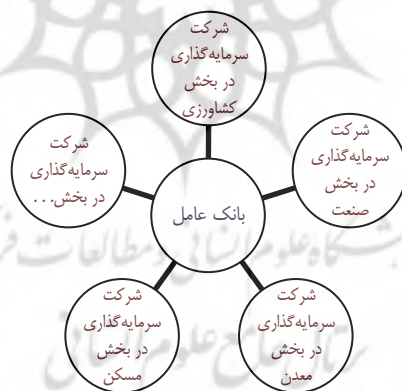 شرکت
سرمایه‌گذاری
در بخش
کشاورزی
شرکت
سرمایه‌گذاری
در بخش
صنعت
شرکت
سرمایه‌گذاری
در بخش...
بانک عامل
شرکت
سرمایه‌گذاری
در بخش
معدن
شرکت
سرمایه‌گذاری
در بخش
مسکن